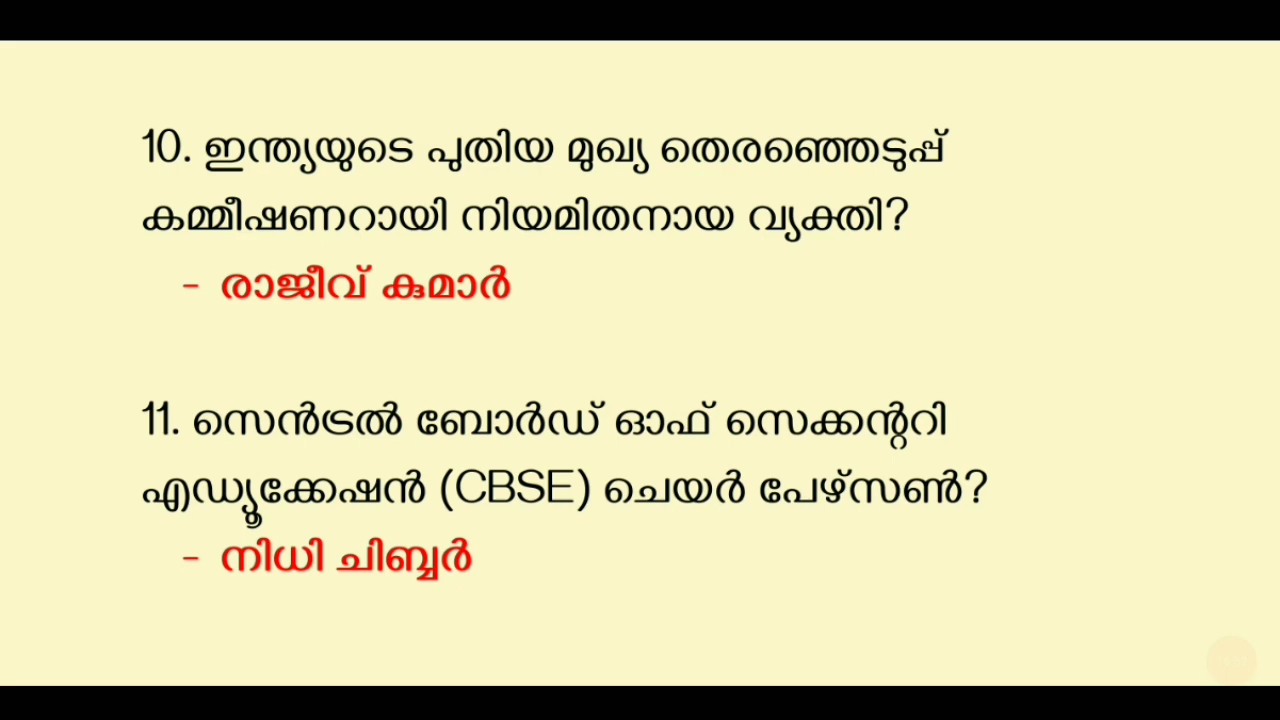 10. ഇന്ത്യയുടെ പുതിയ മുഖ്യ തെരഞ്ഞെടുപ്പ്
കമ്മീഷണറായി നിയമിതനായ വ്യക്തി?
- രാജീവ് കുമാർ
11. സെൻട്രൽ ബോർഡ് ഓഫ് സെക്കന്ററി
എഡ്യൂക്കേഷൻ (CBSE) ചെയർ പേഴ്സൺ?
- നിധി ചിബ്ബർ